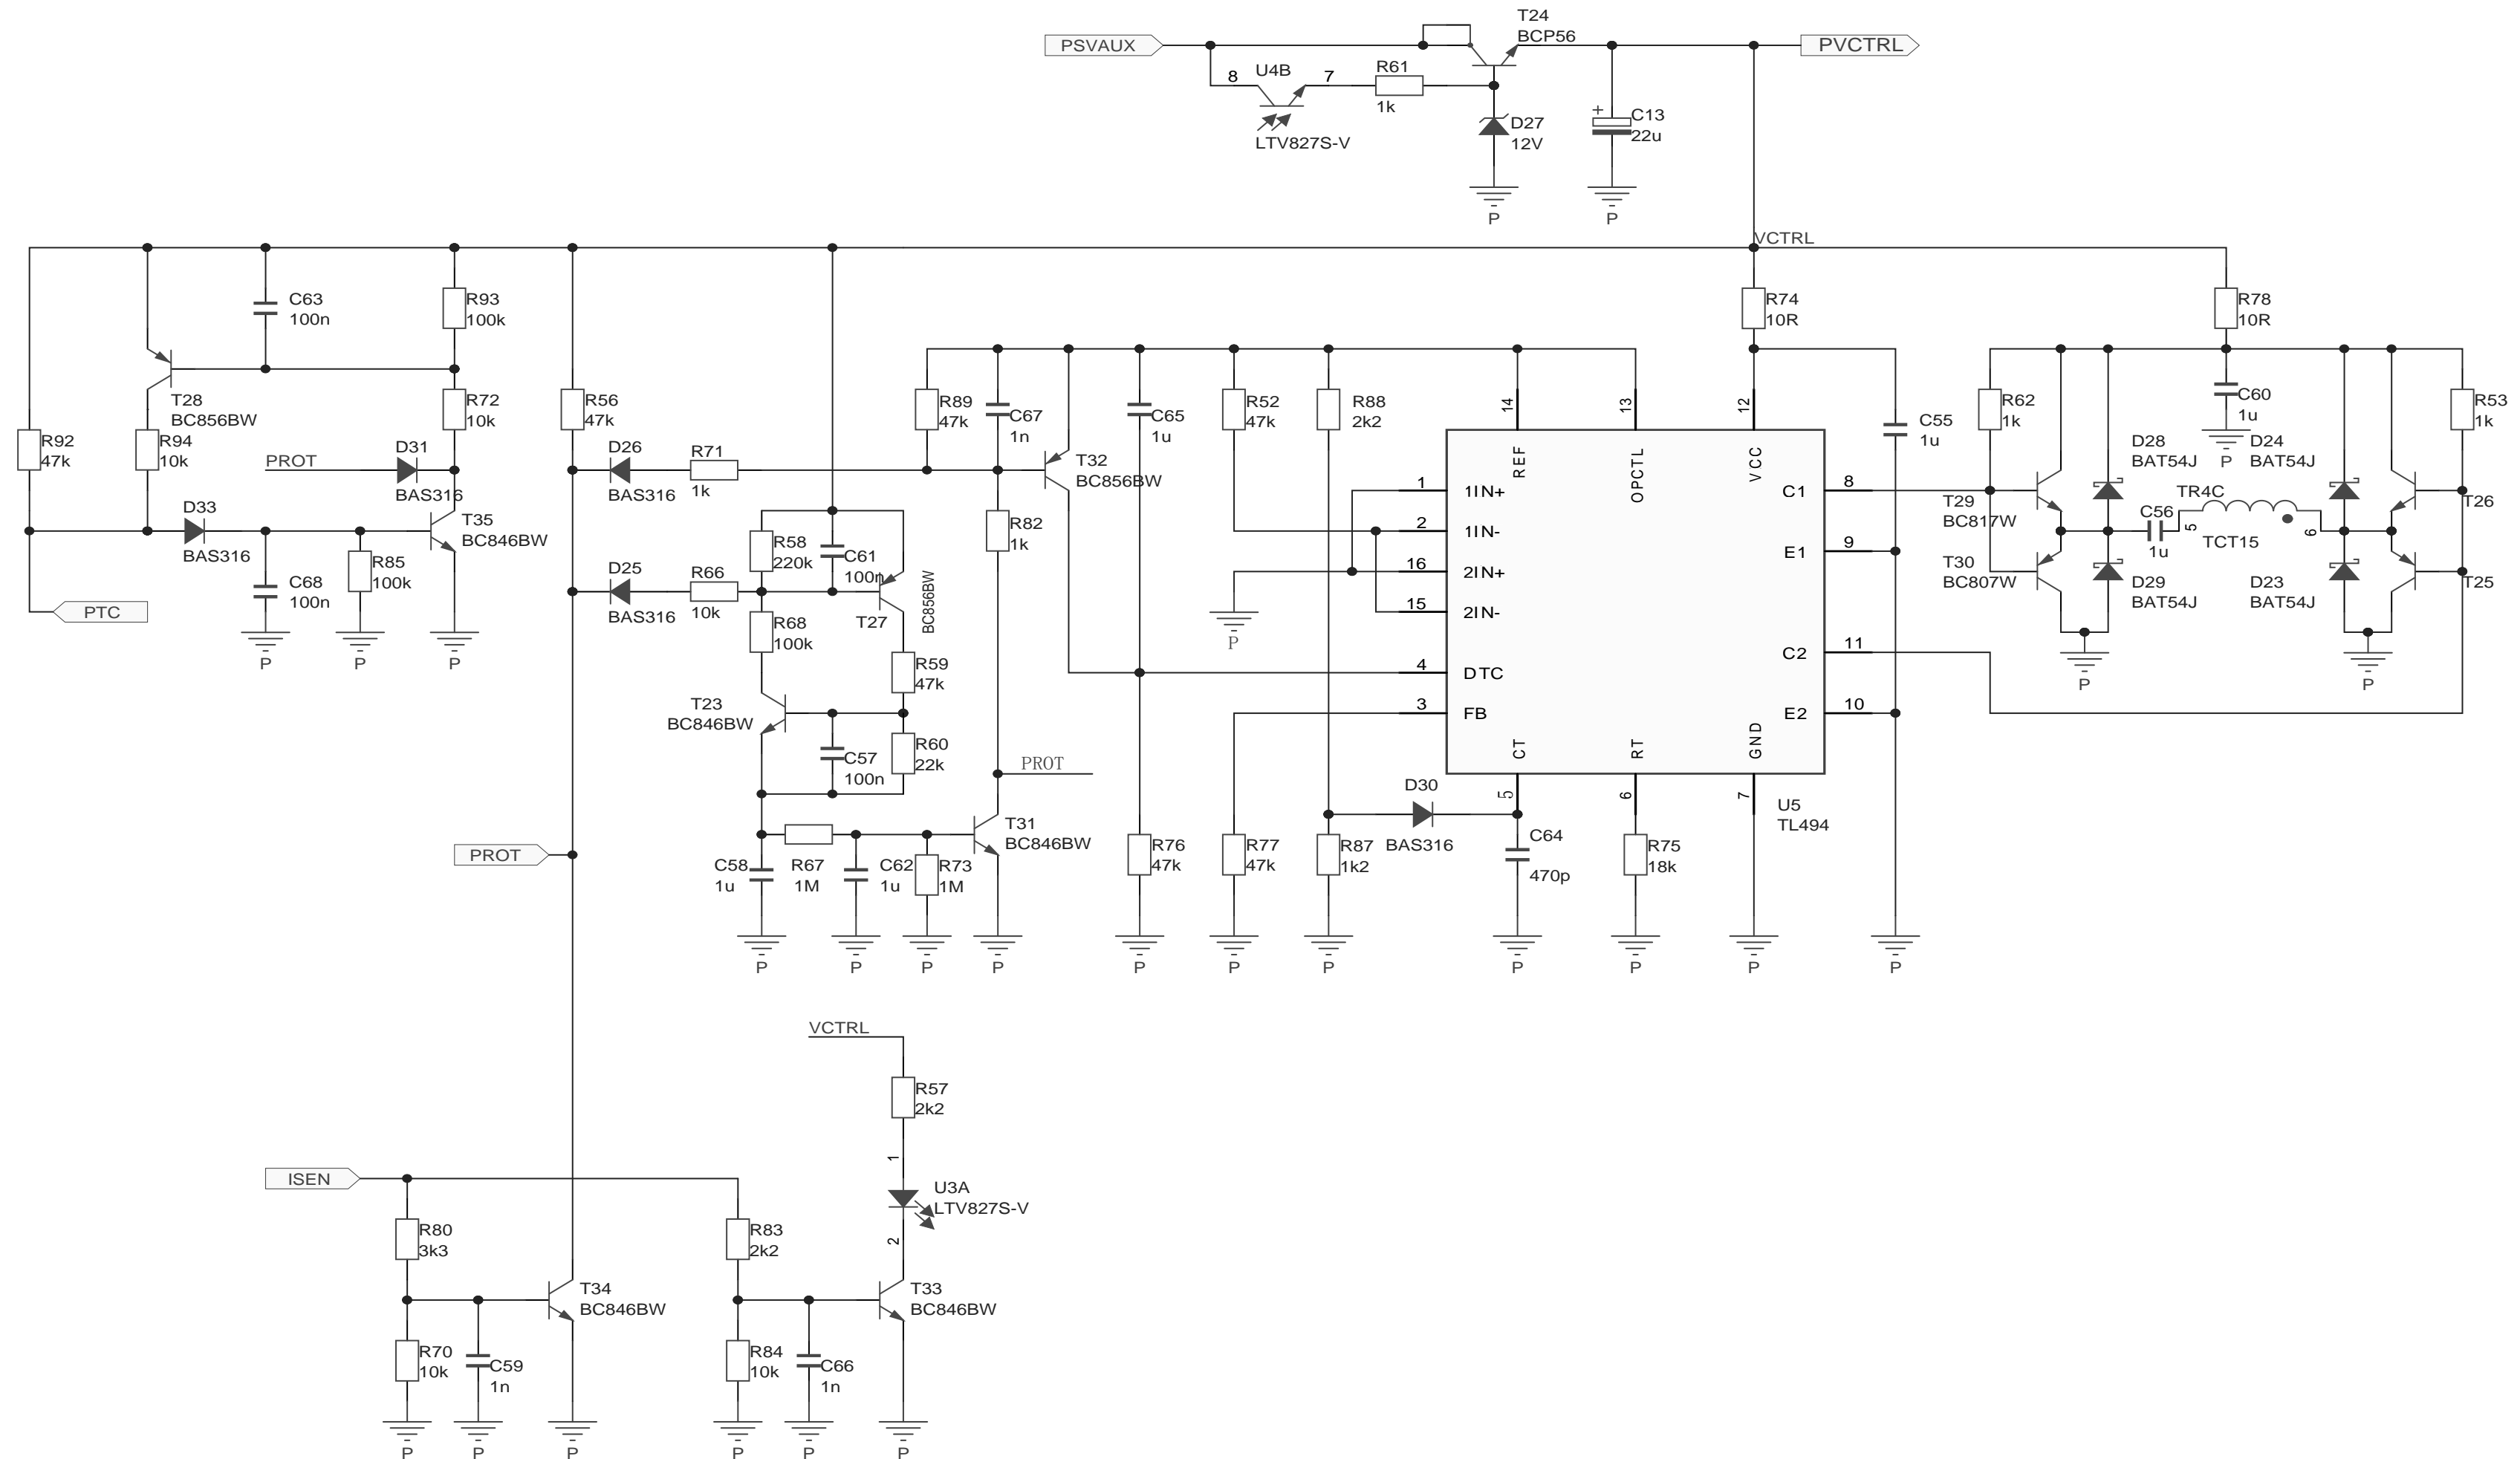 T24
BCP56
PSVAUX
PVCTRL
U4B
8
7
R61
1k
LTV827S-V
D27
12V
+
C13
22u
P
P
VCTRL
C63
100n
R93
100k
R74
10R
R78
10R
T28
BC856BW
R72
10k
R56
47k
R89
47k
C67
1n
C65
1u
R52
47k
R88
2k2
14
13
12
C55
1u
R62
1k
C60
1u
P
R53
1k
R92
47k
R94
10k
PROT
D31
BAS316
D26
BAS316
R71
1k
T32
BC856BW
REF
OPCTL
VCC
D28
BAT54J
D24
BAT54J
1
1IN+
2
1IN-
16
2IN+
15
2IN-
4
DTC
3
FB
C1
8
E1
9
C2
11
E2
10
CT
RT
GND
5
6
7
U5
TL494
T29
BC817W
T30
BC807W
C56
1u
5
TR4C
TCT15
6
T26
T25
D29
BAT54J
D23
BAT54J
P
P
D33
BAS316
T35
BC846BW
C68
100n
R85
100k
PTC
P
P
P
R58
220k
C61
100n
R82
1k
D25
BAS316
R66
10k
T27
BC856BW
R68
100k
P
R59
47k
T23
BC846BW
C57
100n
R60
22k
PROT
PROT
T31
BC846BW
C58
1u
R67
1M
C62
1u
R73
1M
R76
47k
R77
47k
R87
1k2
D30
BAS316
C64
470p
R75
18k
P
P
P
P
P
P
P
P
P
P
P
VCTRL
R57
2k2
1
U3A
LTV827S-V
2
ISEN
R80
3k3
R83
2k2
T34
BC846BW
T33
BC846BW
R70
10k
C59
1n
R84
10k
C66
1n
P
P
P
P
P
P